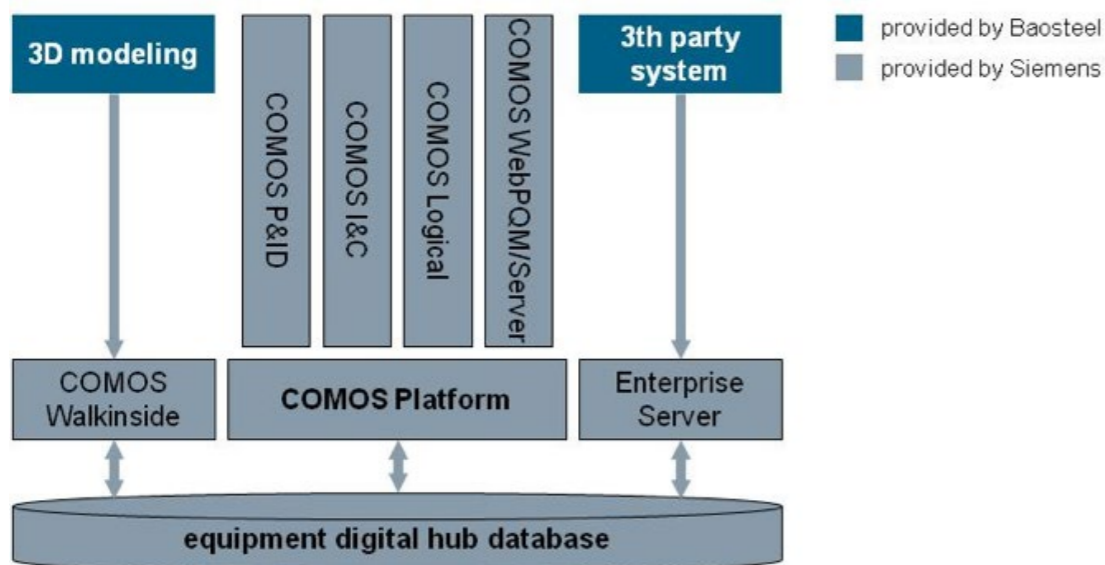 3D modeling
COMOS P&ID
COMOS I&C
COMOS Logical
COMOS WebPQM/Server
3th party
system
provided by Baosteel
provided by Siemens
COMOS
Walkinside
COMOS Platform
Enterprise
Server
equipment digital hub database